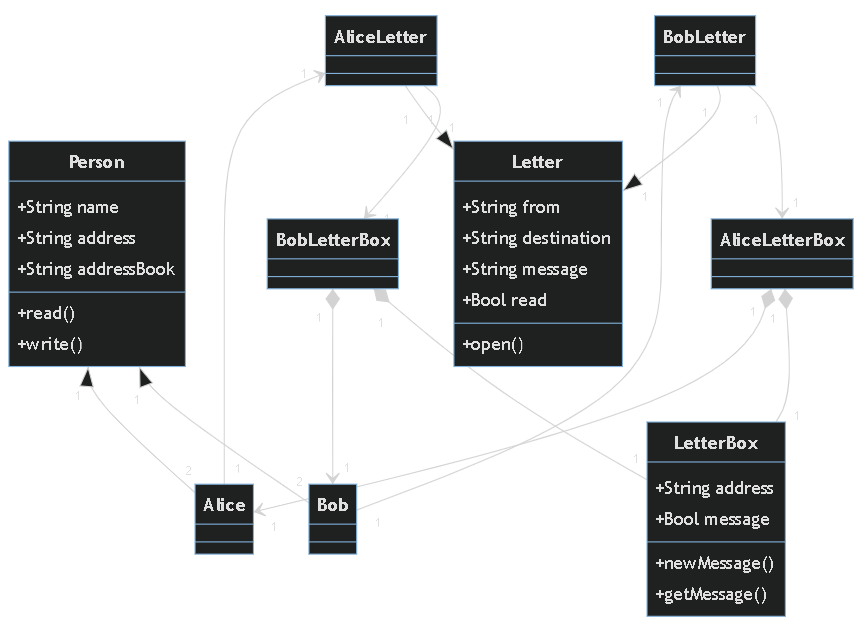 AliceLetter
BobLetter
1
1
1
1
1
1
1
Person
+String name
+String address
+String addressBook
+read()
+write()
Letter
+String from
+String destination
+String message
+Bool read
+open()
1
1
1
BobLetterBox
AliceLetterBox
1
1
1
1
1
1
1
LetterBox
+String address
+Bool message
+newMessage()
+getMessage()
2
1
2
1
1
Alice
Bob
1
1